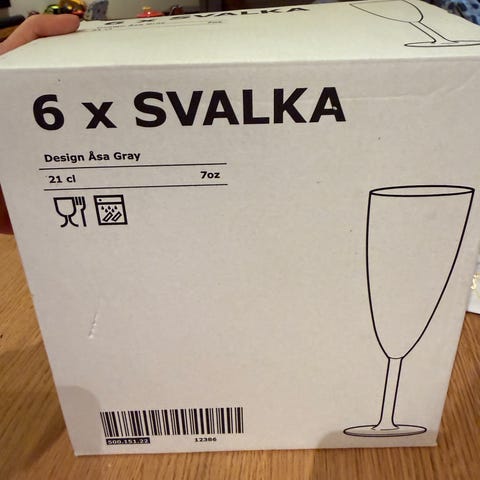 6 x SVALKA
Design Åsa Gray
21 cl 7oz
500.151.22 12386